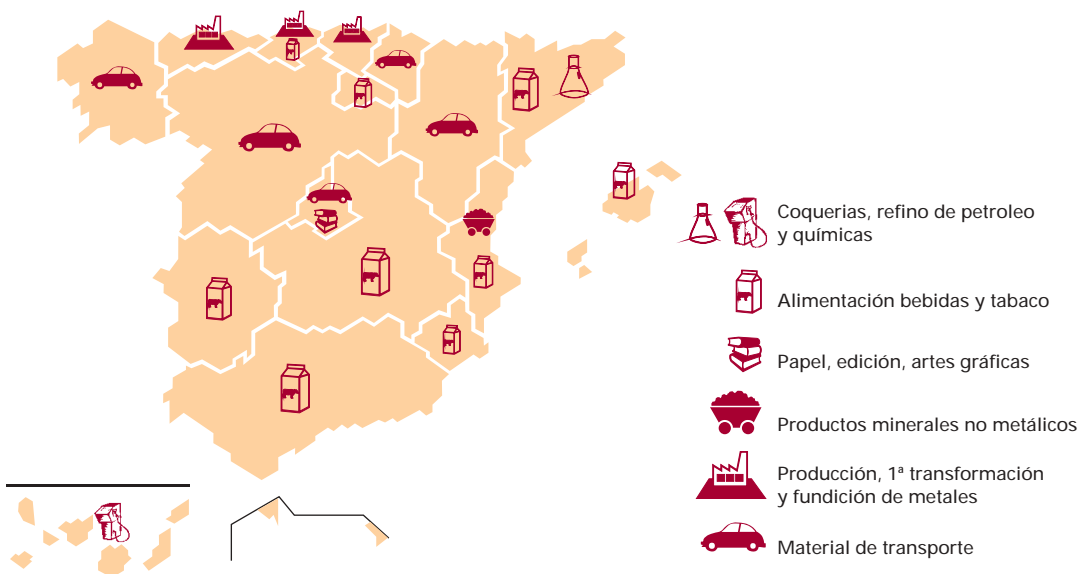 Coquerias, refino de petroleo
y químicas
Alimentación bebidas y tabaco
Papel, edición, artes gráficas
Productos minerales no metálicos
Producción, 1ª transformación
y fundición de metales
Material de transporte